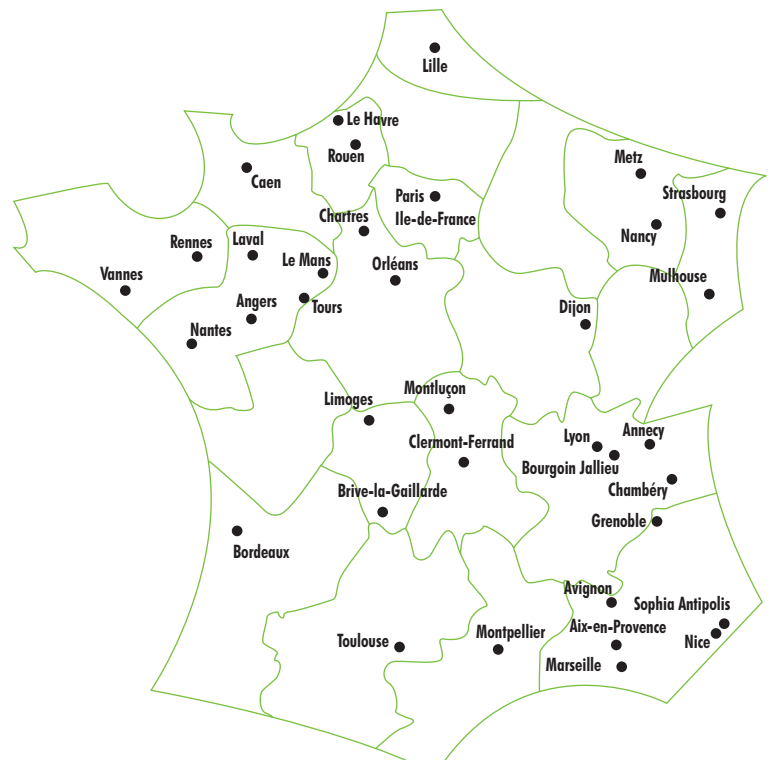 Lille
Le Havre
Rouen
Metz
Caen
Strasbourg
Paris
Ile-de-France
Chartres
Nancy
Rennes
Laval
Le Mans
Orléans
Vannes
Mulhouse
Angers
Tours
Dijon
Nantes
Montluçon
Limoges
Clermont-Ferrand
Lyon
Annecy
Bourgoin Jallieu
Brive-la-Gaillarde
Chambéry
Grenoble
Bordeaux
Avignon
Sophia Antipolis
Aix-en-Provence
Toulouse
Montpellier
Nice
Marseille